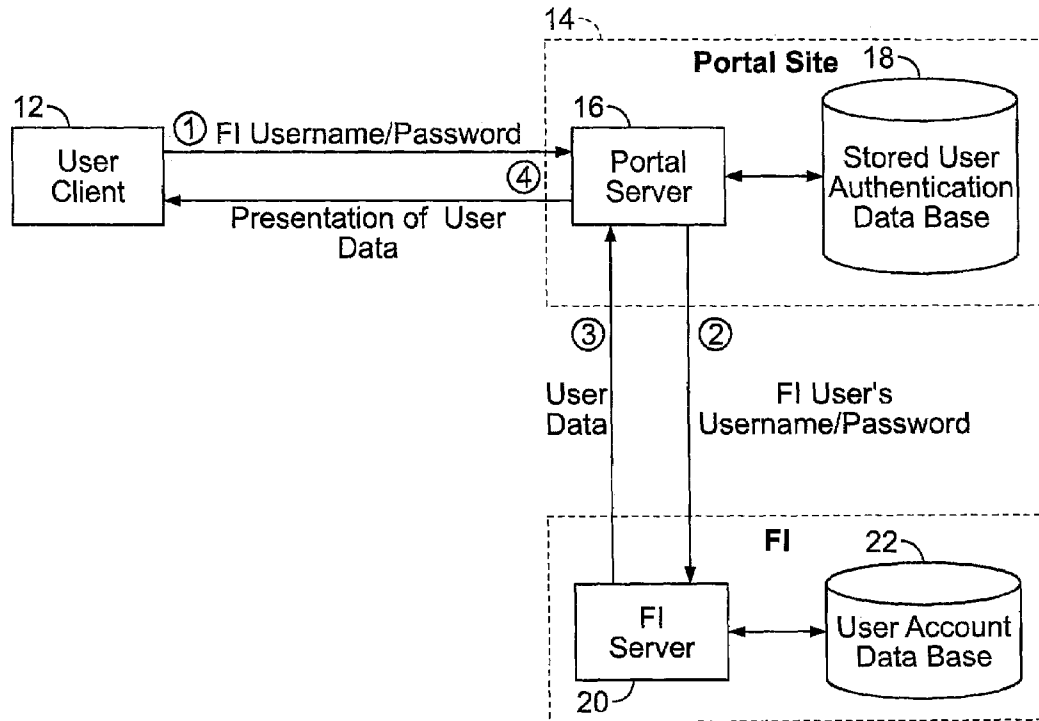 14
Portal Site
18
12
16
① FI Username/Password
User
Client
④
Portal
Server
Stored User
Authentication
Data Base
Presentation of User
Data
③
②
User
Data
FI User's
Username/Password
FI
22
FI
Server
User Account
Data Base
20